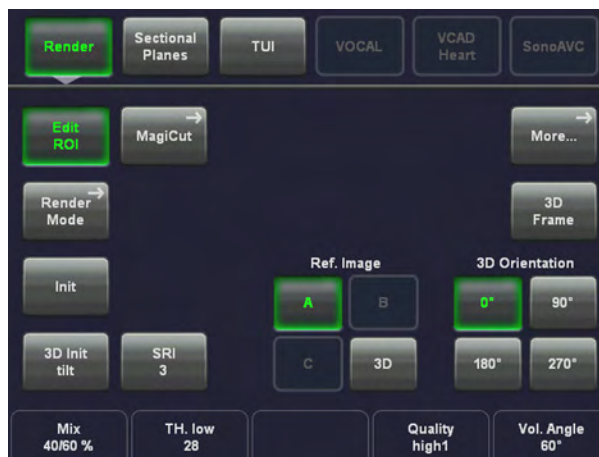 Render
Sectional
Planes
TUI
VOCAL
VCAD
Heart
SonoAVC
Edit
ROI
MagiCut
More...
Render
Mode
3D
Frame
Init
Ref. Image
3D Orientation
A
B
0°
90°
3D Init
tilt
SRI
3
C
3D
180°
270°
Mix
40/60 %
TH. low
28
Quality
high1
Vol. Angle
60°